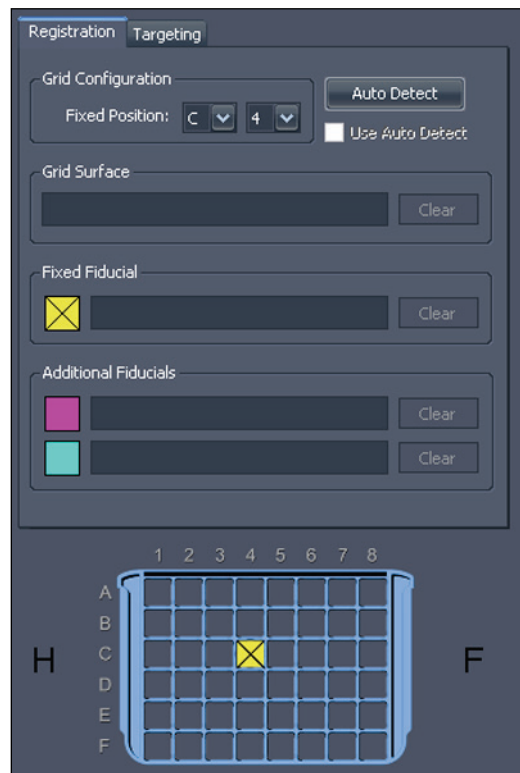 Registration Targeting
Grid Configuration
Fixed Position: C 4
Auto Detect
Use Auto Detect
Grid Surface
Clear
Fixed Fiducial
Clear
Additional Fiducials
Clear
Clear
1 2 3 4 5 6 7 8
A
B
H C F
D
E
F